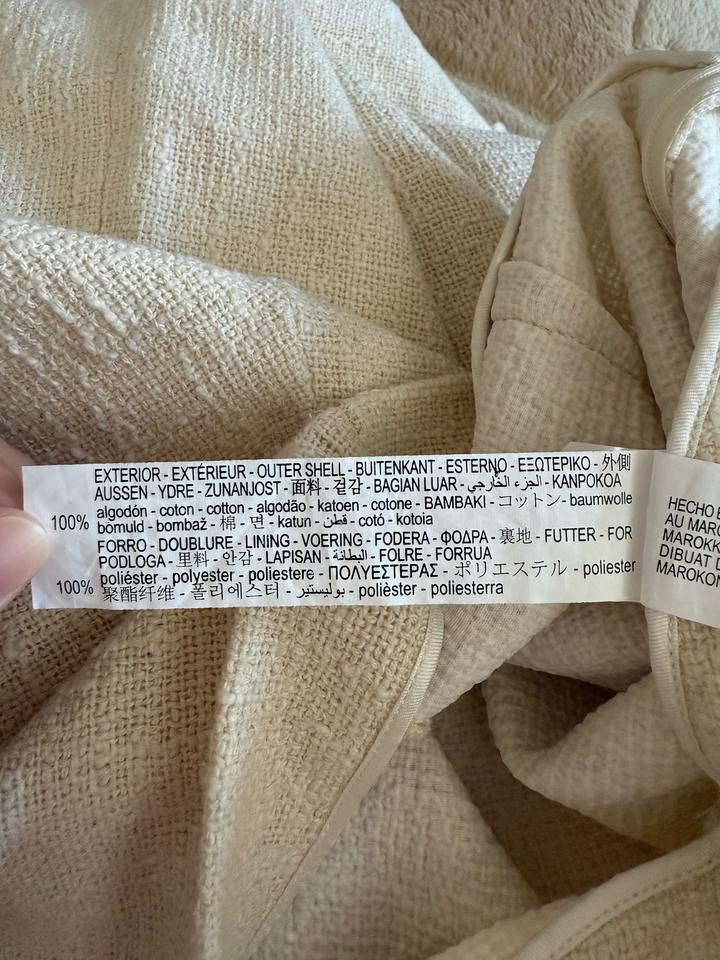 EXTERIOR - EXTÉRIEUR - OUTER SHELL - BUITENKANT - ESTERNO - ΕΞΩΤΕΡΙΚΟ - 外側
AUSSEN - YDRE - ZUNANJOST - 面料 - 겉감 - BAGIAN LUAR - الجزء الخارجي - KANPOKOA
100% algodón - coton - cotton - algodão - katoen - cotone - BAMBAKI - コットン - baumwolle
bömuld - bombaž - 棉 - 면 - katun - قطن - cotó - kotoia
FORRO - DOUBLURE - LINING - VOERING - FODERA - ΦΟΔΡΑ - 裏地 - FUTTER - FOR
PODLOGA - 里料 - 안감 - LAPISAN - البطانة - FOLRE - FORRUA
100% poliéster - polyester - poliestere - ΠΟΛΥΕΣΤΕΡΑΣ - ポリエステル - poliester
聚酯纤维 - 폴리에스터 - بوليستير - polièster - poliesterra
HECHO
AU MARO
MAROKK
DIBUAT D
MAROKO